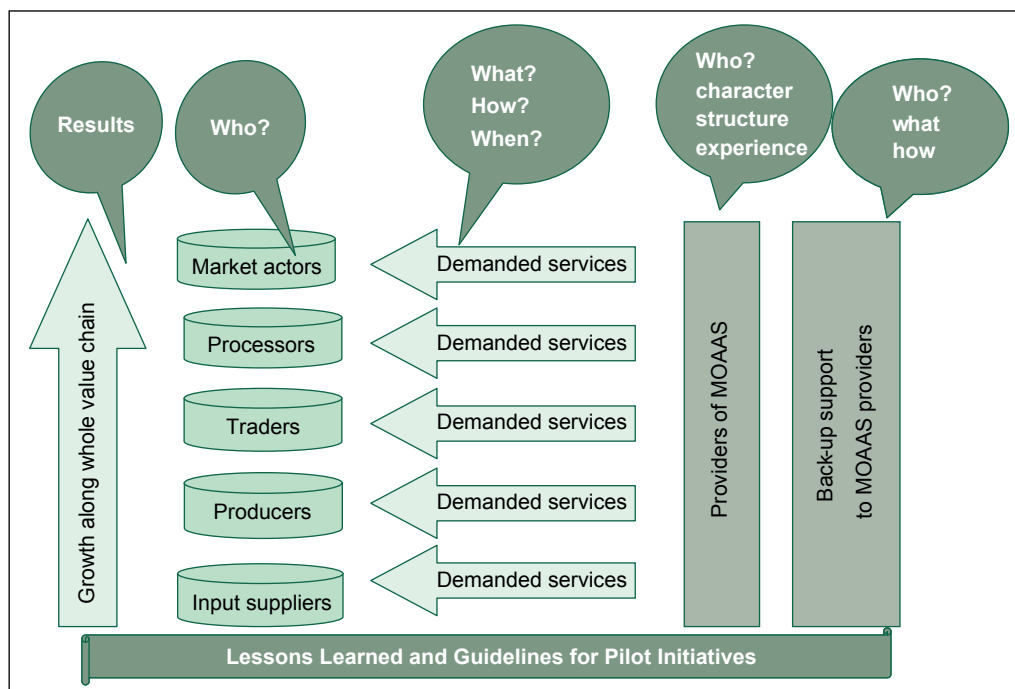 Results
Who?
What?
How?
When?
Who?
character
structure
experience
Who?
what
how
Growth along whole value chain
Market actors
Demanded services
Processors
Demanded services
Traders
Demanded services
Producers
Demanded services
Input suppliers
Demanded services
Providers of MOAAS
Back-up support
to MOAAS providers
Lessons Learned and Guidelines for Pilot Initiatives